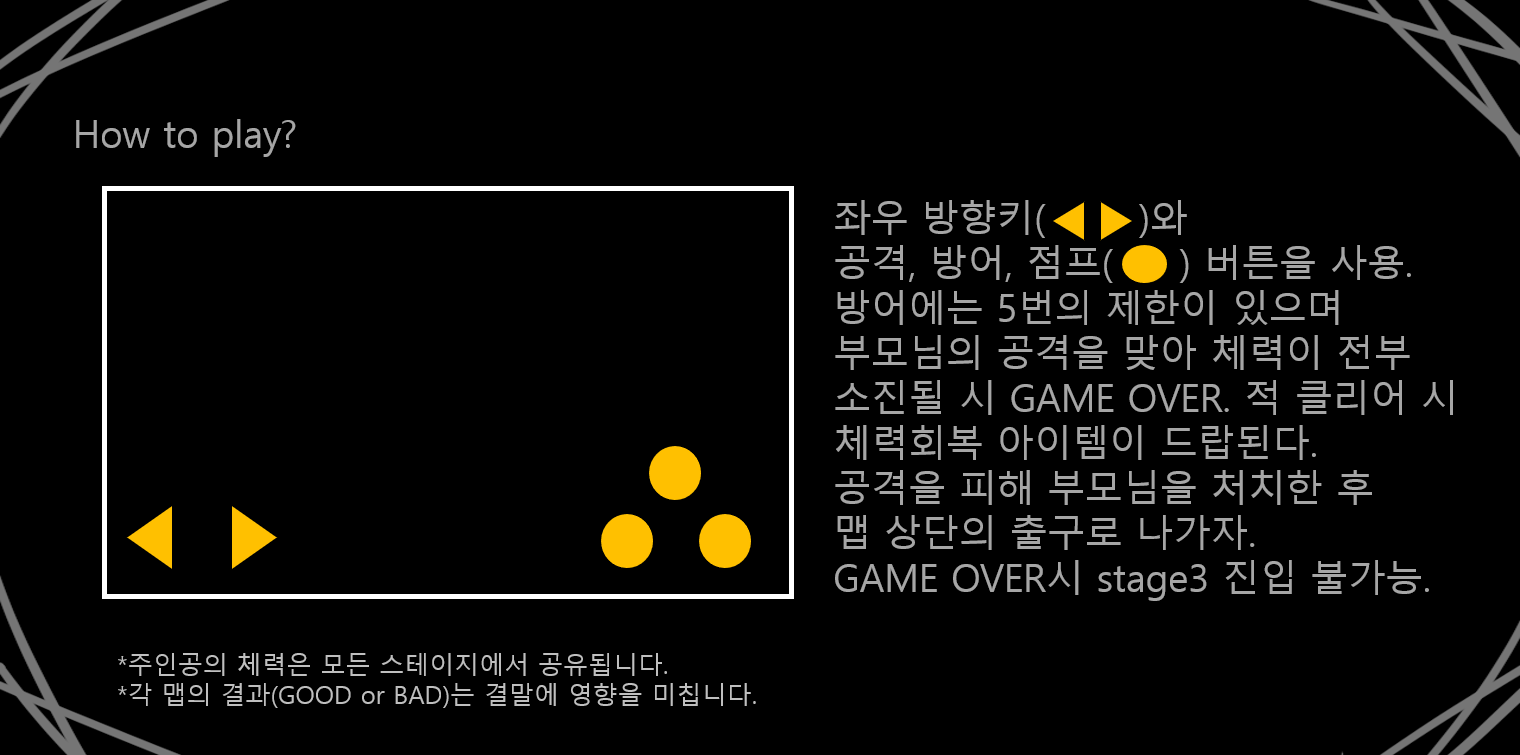 How to play?
좌우 방향키(◀ ▶)와
공격, 방어, 점프(●) 버튼을 사용.
방어에는 5번의 제한이 있으며
부모님의 공격을 맞아 체력이 전부
소진될 시 GAME OVER. 적 클리어 시
체력회복 아이템이 드랍된다.
공격을 피해 부모님을 처치한 후
맵 상단의 출구로 나가자.
GAME OVER시 stage3 진입 불가능.
*주인공의 체력은 모든 스테이지에서 공유됩니다.
*각 맵의 결과(GOOD or BAD)는 결말에 영향을 미칩니다.